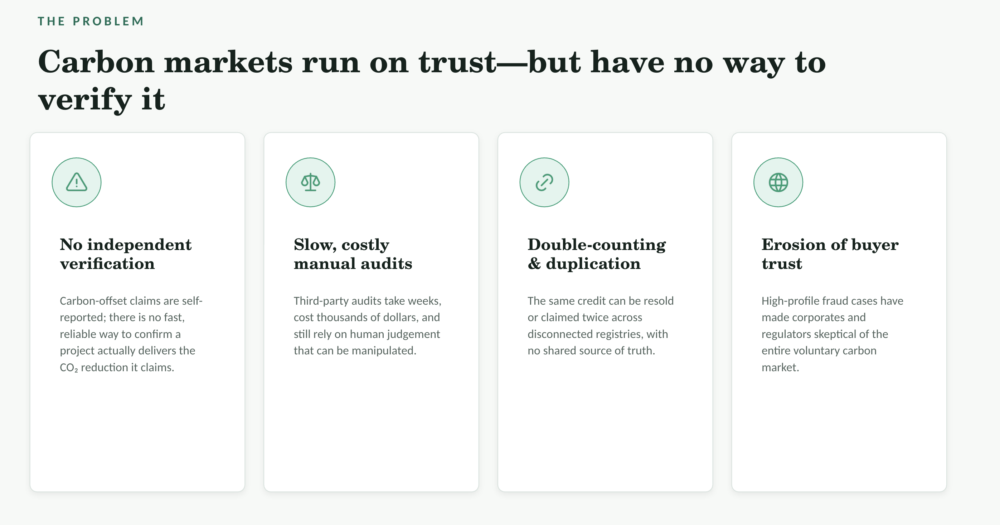 THE PROBLEM
Carbon markets run on trust—but have no way to
verify it
No independent
verification
Carbon-offset claims are self-
reported; there is no fast,
reliable way to confirm a
project actually delivers the
CO₂ reduction it claims.
Slow, costly
manual audits
Third-party audits take weeks,
cost thousands of dollars, and
still rely on human judgement
that can be manipulated.
Double-counting
& duplication
The same credit can be resold
or claimed twice across
disconnected registries, with
no shared source of truth.
Erosion of buyer
trust
High-profile fraud cases have
made corporates and
regulators skeptical of the
entire voluntary carbon
market.